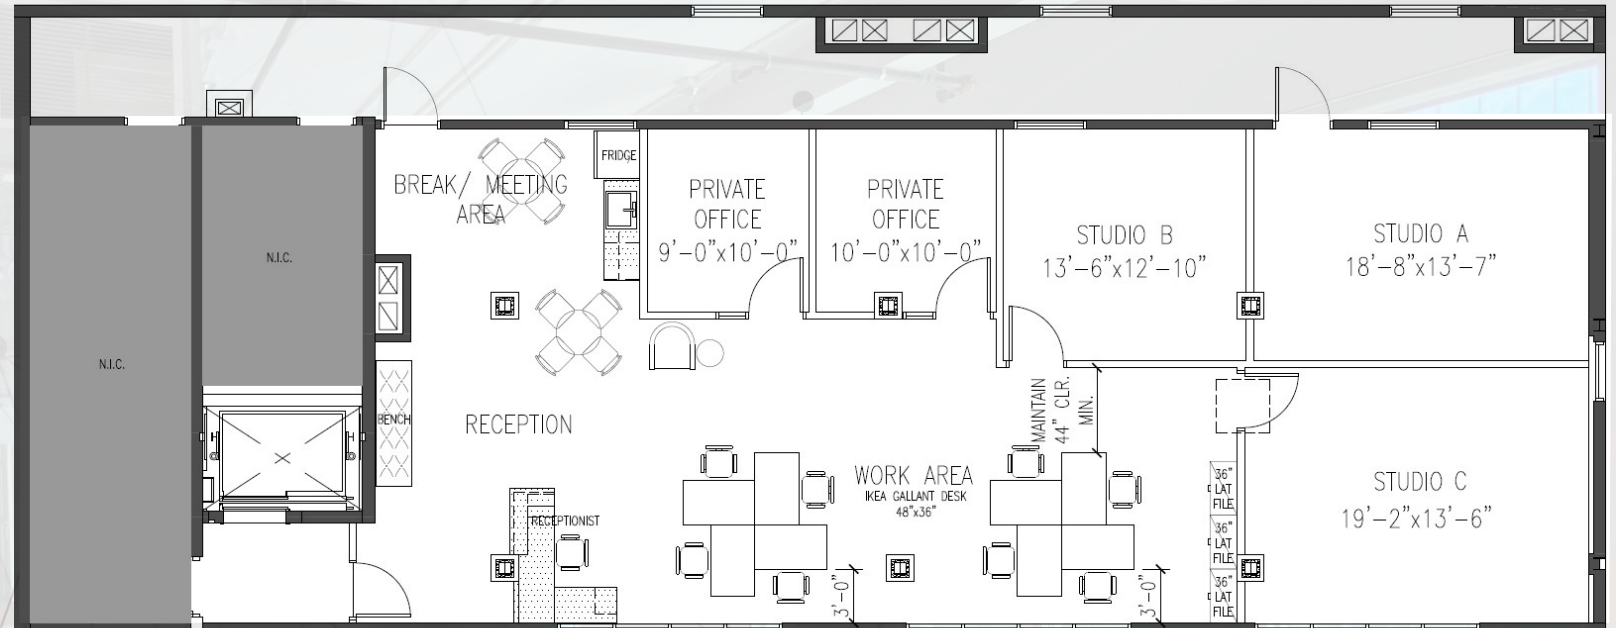 FRIDGE
BREAK/ MEETING
AREA
PRIVATE
OFFICE
9'-0"x10'-0"
PRIVATE
OFFICE
10'-0"x10'-0"
STUDIO B
13'-6"x12'-10"
STUDIO A
18'-8"x13'-7"
N.I.C.
N.I.C.
BENCH
RECEPTION
MAINTAIN
44" CLR.
MIN.
WORK AREA
IKEA GALLANT DESK
48"x36"
RECEPTIONIST
36"
LAT
FILE
36"
LAT
FILE
36"
LAT
FILE
STUDIO C
19'-2"x13'-6"
3'-0"
3'-0"